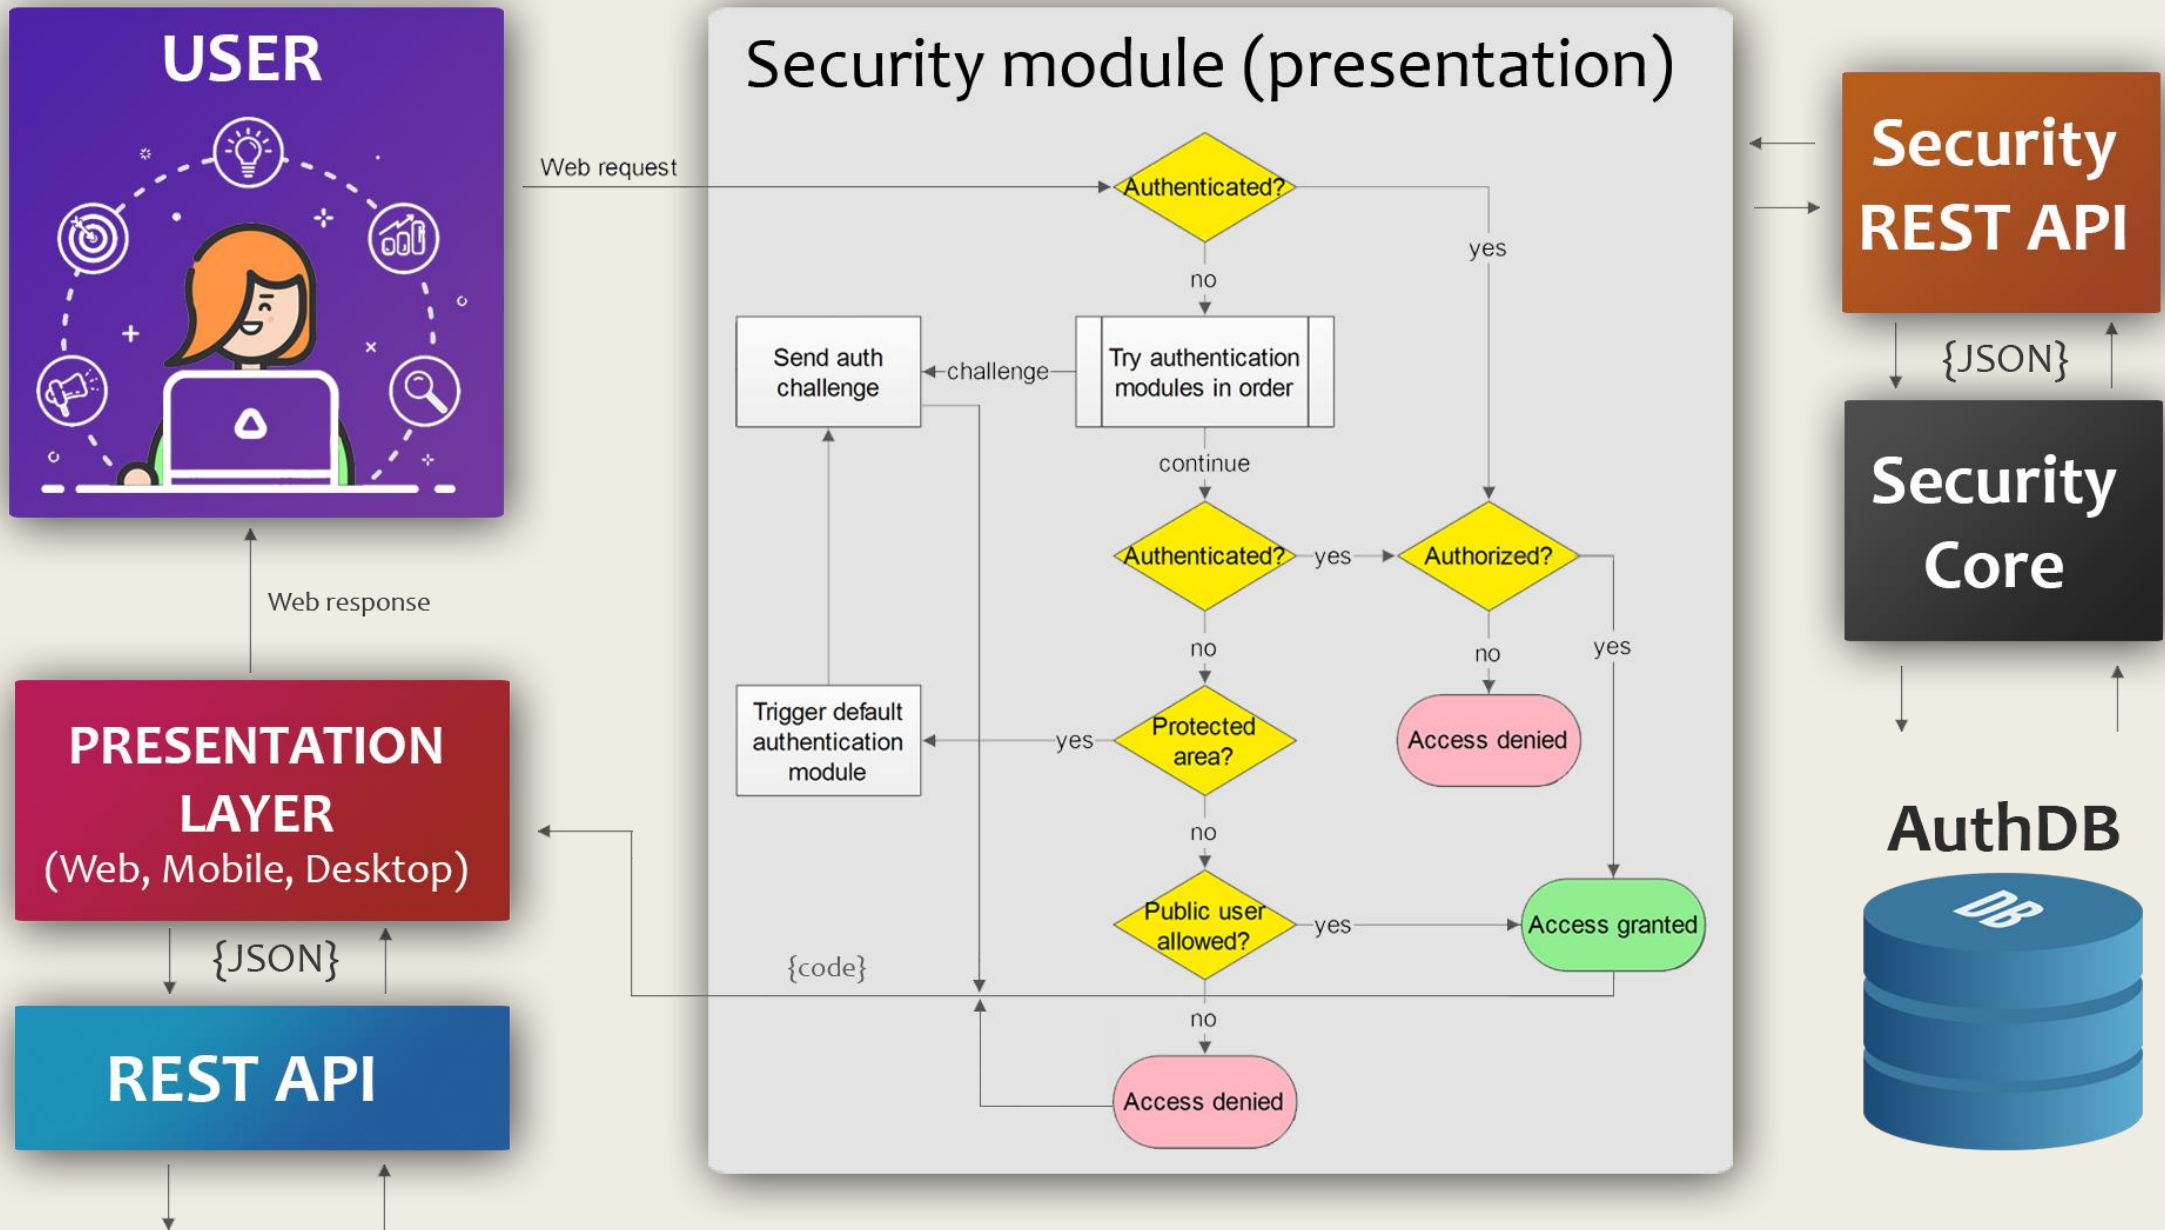 USER
Security module (presentation)
Security
REST API
Web request
Authenticated?
yes
no
Send auth
challenge
challenge
Try authentication
modules in order
{JSON}
continue
Security
Core
Authenticated?
yes
Authorized?
Web response
no
no
yes
PRESENTATION
LAYER
(Web, Mobile, Desktop)
Trigger default
authentication
module
yes
Protected
area?
Access denied
AuthDB
DB
no
Public user
allowed?
yes
Access granted
{JSON}
{code}
no
REST API
Access denied